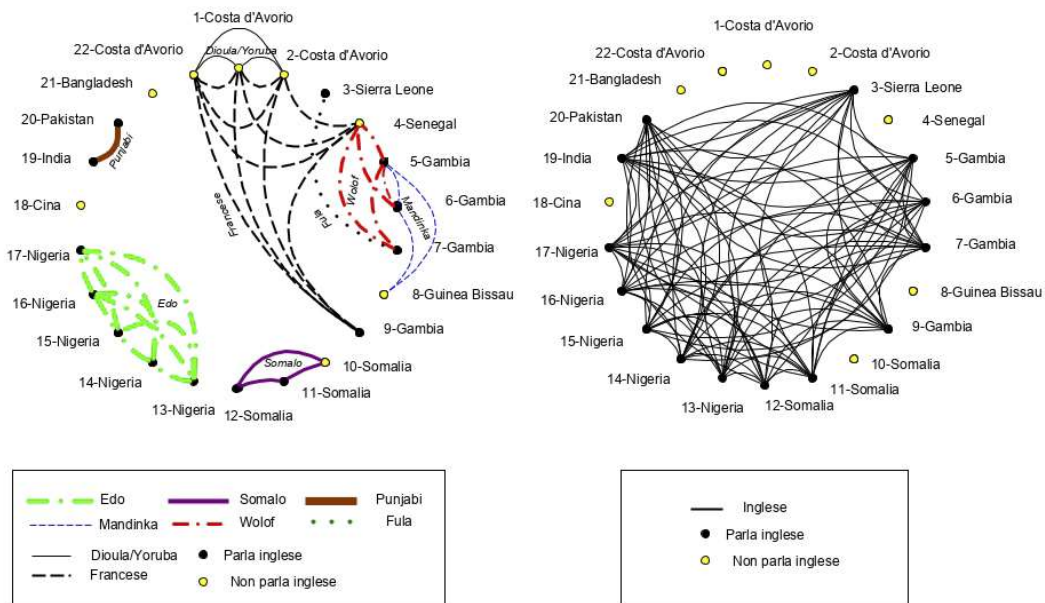 1-Costa d'Avorio
22-Costa d'Avorio
Dioula/Yoruba
2-Costa d'Avorio
21-Bangladesh
3-Sierra Leone
20-Pakistan
4-Senegal
Punjabi
19-India
5-Gambia
Wolof
18-Cina
6-Gambia
Mandinka
Francese
Fula
17-Nigeria
7-Gambia
16-Nigeria
Edo
8-Guinea Bissau
15-Nigeria
9-Gambia
14-Nigeria
Somalo
10-Somalia
13-Nigeria
11-Somalia
12-Somalia
Edo
Somalo
Punjabi
Mandinka
Wolof
Fula
Dioula/Yoruba
Parla inglese
Francese
Non parla inglese
1-Costa d'Avorio
22-Costa d'Avorio
2-Costa d'Avorio
21-Bangladesh
3-Sierra Leone
20-Pakistan
4-Senegal
19-India
5-Gambia
18-Cina
6-Gambia
17-Nigeria
7-Gambia
16-Nigeria
8-Guinea Bissau
15-Nigeria
9-Gambia
14-Nigeria
10-Somalia
13-Nigeria
11-Somalia
12-Somalia
Inglese
Parla inglese
Non parla inglese